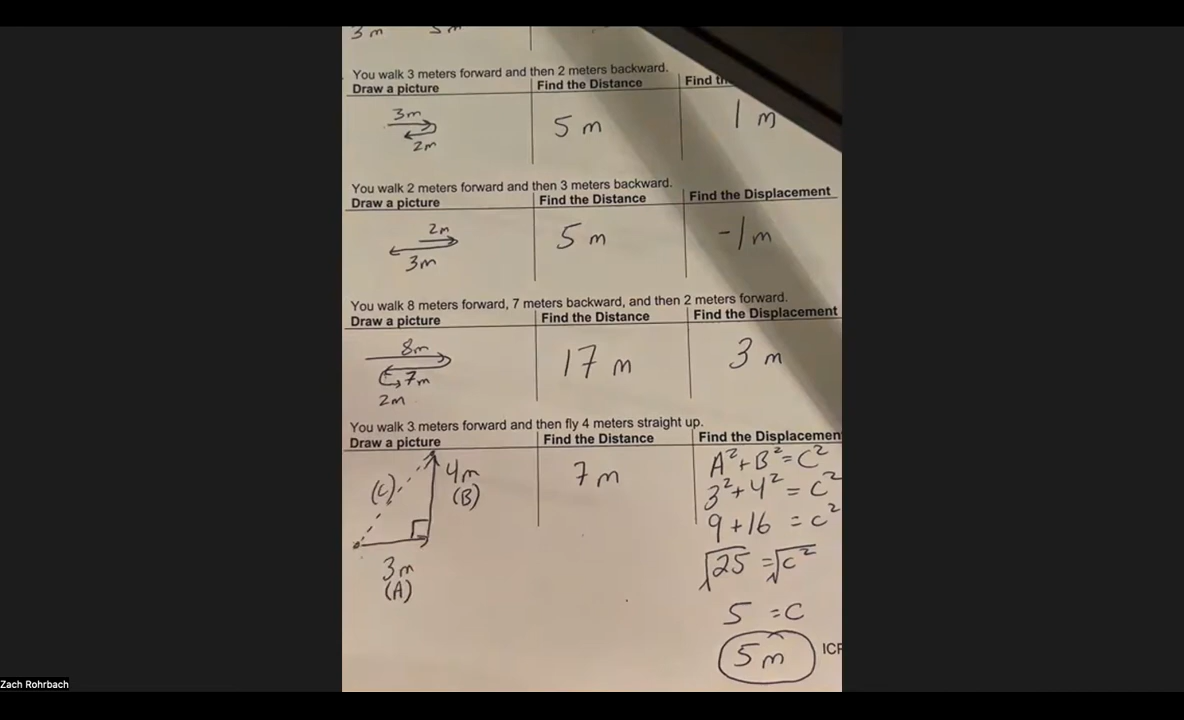 3 m
You walk 3 meters forward and then 2 meters backward.
Draw a picture
Find the Distance
Find
3m
2m
5 m
1 m
You walk 2 meters forward and then 3 meters backward.
Draw a picture
Find the Distance
Find the Displacement
2m
3m
5 m
-1 m
You walk 8 meters forward, 7 meters backward, and then 2 meters forward.
Draw a picture
Find the Distance
Find the Displacement
8m
7m
2m
17 m
3 m
You walk 3 meters forward and then fly 4 meters straight up.
Draw a picture
Find the Distance
Find the Displacemen
(C)
4m
(B)
3m
(A)
7 m
A²+B²=C²
3²+4²=C²
9+16=C²
√25=√C²
5=C
5 m
ICP
Zach Rohrbach